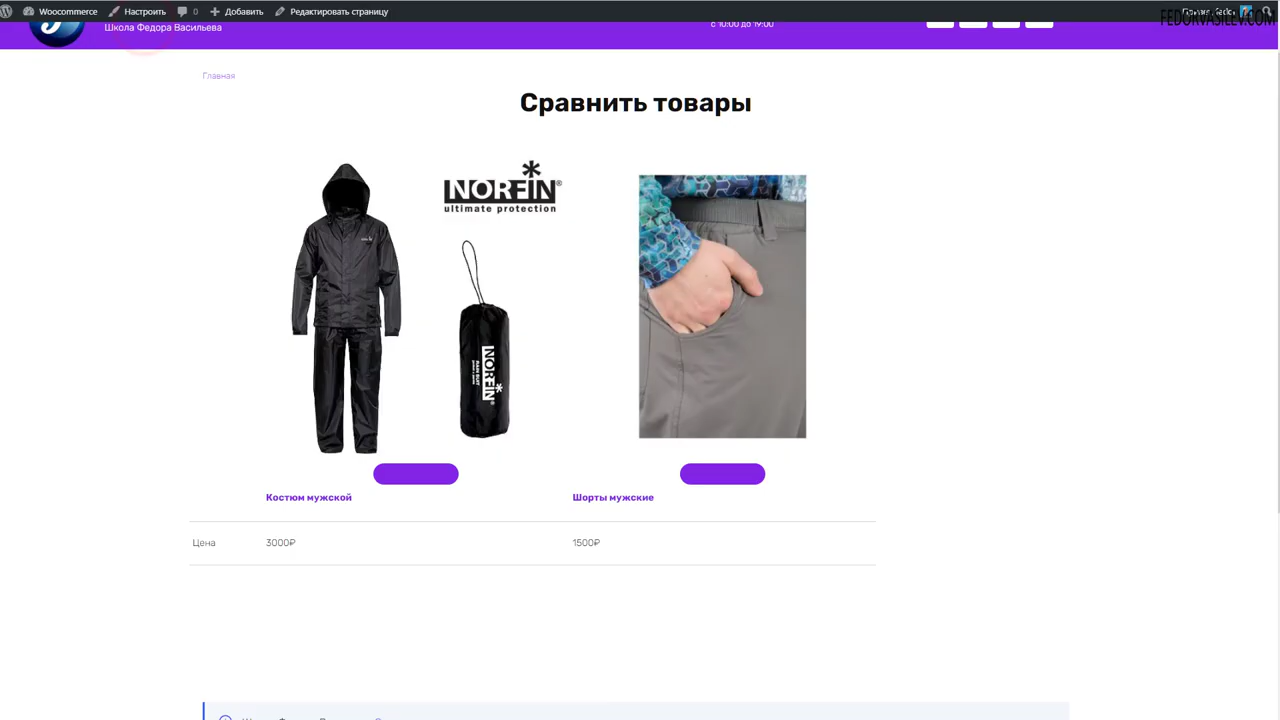 Woocommerce Настроить 0 Добавить Редактировать страницу
FEDORVASILEV.COM
Школа Федора Васильева
с 10:00 до 19:00
Главная
Сравнить товары
NORFIN®
ultimate protection
NORFIN
Костюм мужской
Шорты мужские
Цена 3000₽ 1500₽